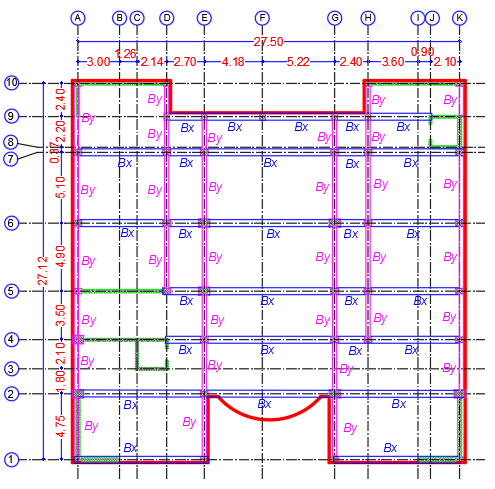 A B C D E F G H I J K
27.50
1.26 0.90
3.00 2.14 2.70 4.18 5.22 2.40 3.60 2.10
10
2.40 By By
9 By Bx Bx Bx Bx
2.20 By By By By
8
0.37
7
Bx Bx Bx Bx Bx
5.10 By By By By By By
6
Bx Bx Bx Bx Bx
4.90 By By By By By By
27.12
5
Bx Bx Bx Bx
3.50 By By By By
4
Bx Bx Bx
2.10 By By By
3
1.80
2
Bx Bx Bx
4.75 By By By
Bx Bx
1